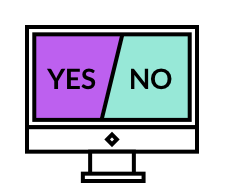 YES NO